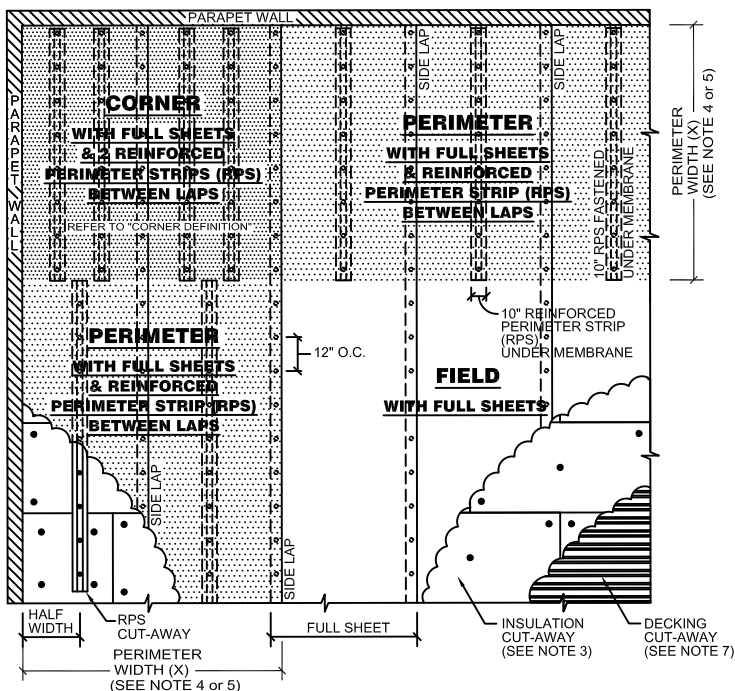 PARAPET WALL
PARAPET WALL
CORNER
WITH FULL SHEETS
& 2 REINFORCED
PERIMETER STRIPS (RPS)
BETWEEN LAPS
REFER TO "CORNER DEFINITION"
SIDE LAP
SIDE LAP
PERIMETER
WITH FULL SHEETS
& REINFORCED
PERIMETER STRIP (RPS)
BETWEEN LAPS
10" RPS FASTENED
UNDER MEMBRANE
PERIMETER
WIDTH (X)
(SEE NOTE 4 or 5)
PERIMETER
WITH FULL SHEETS
& REINFORCED
PERIMETER STRIP (RPS)
BETWEEN LAPS
12" O.C.
10" REINFORCED
PERIMETER STRIP
(RPS)
UNDER MEMBRANE
FIELD
WITH FULL SHEETS
SIDE LAP
SIDE LAP
HALF
WIDTH
RPS
CUT-AWAY
FULL SHEET
INSULATION
CUT-AWAY
(SEE NOTE 3)
DECKING
CUT-AWAY
(SEE NOTE 7)
PERIMETER
WIDTH (X)
(SEE NOTE 4 or 5)